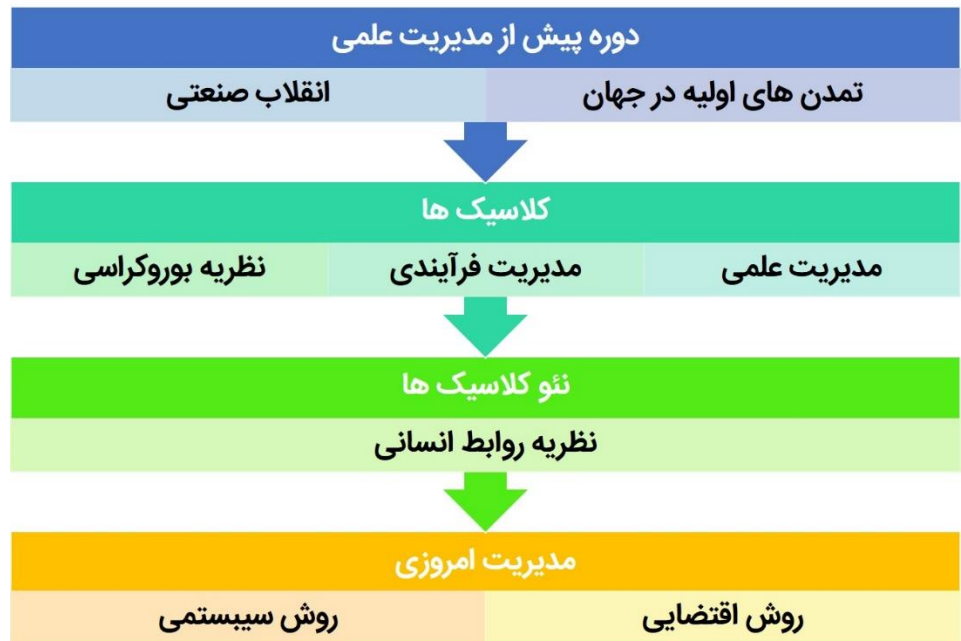 دوره پیش از مدیریت علمی
تمدن های اولیه در جهان
انقلاب صنعتی
کلاسیک ها
مدیریت علمی
مدیریت فرآیندی
نظریه بوروکراسی
نئو کلاسیک ها
نظریه روابط انسانی
مدیریت امروزی
روش اقتضایی
روش سیبستمی